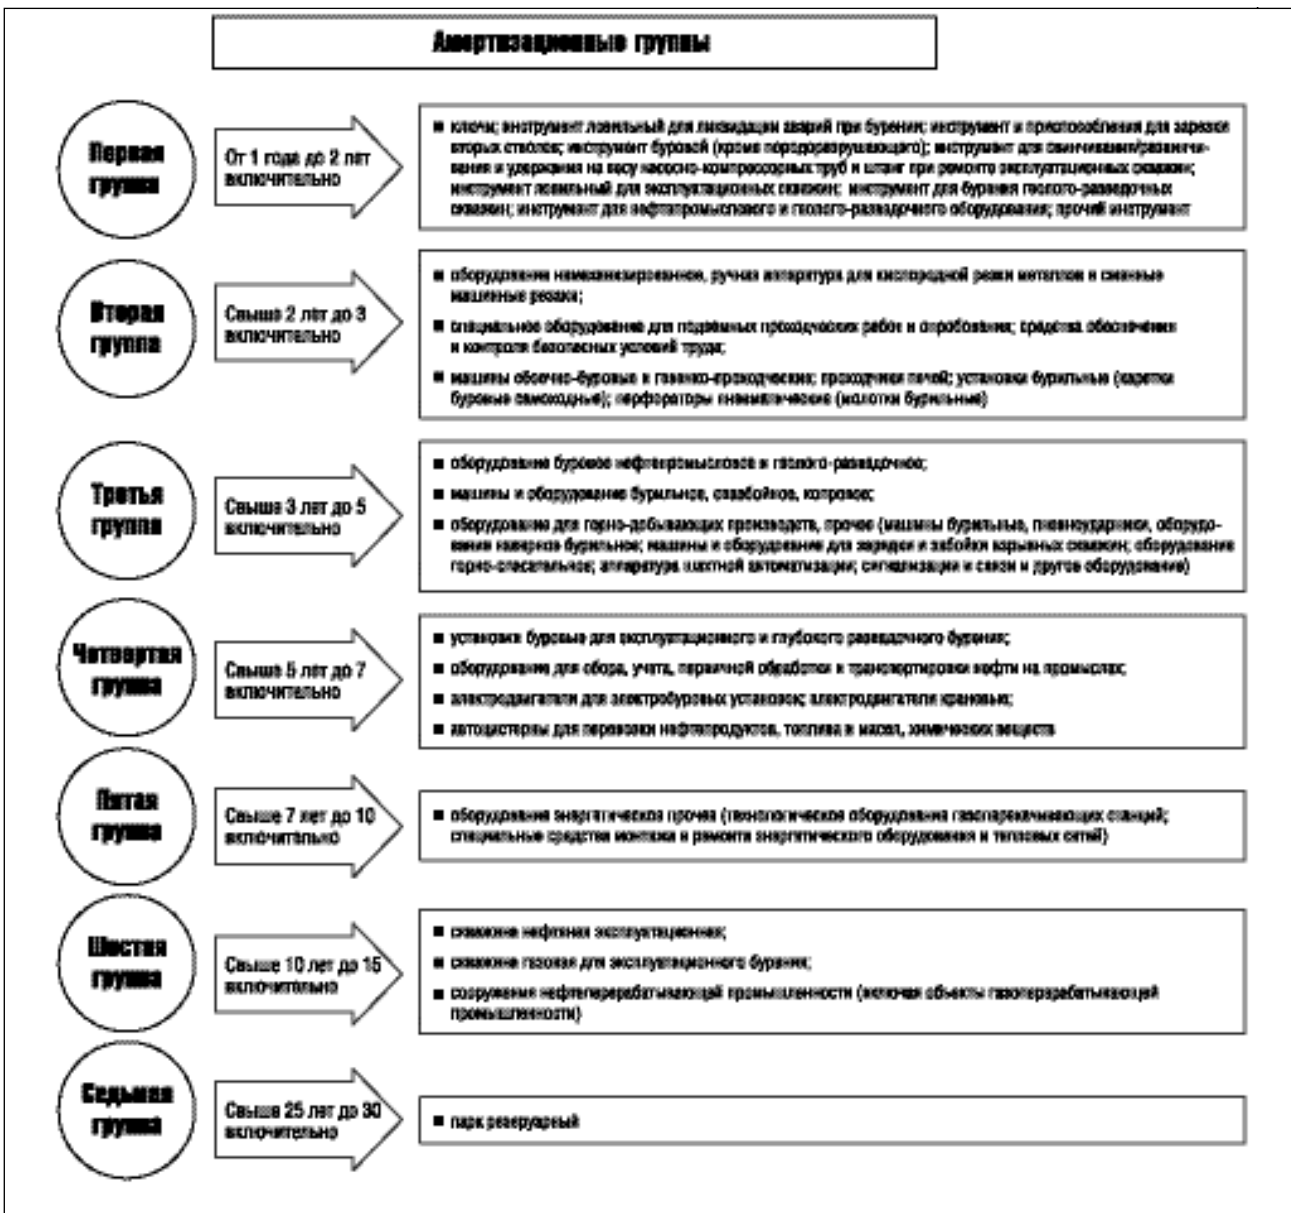 Амортизационные группы
Первая
группа
От 1 года до 2 лет
включительно
■ ключи; инструмент ловильный для ликвидации аварий при бурении; инструмент и приспособления для зарезки
вторых стволов; инструмент буровой (кроме породоразрушающего); инструмент для свинчивания/развинчи-
вания и удержания на весу насосно-компрессорных труб и штанг при ремонте эксплуатационных скважин;
инструмент ловильный для эксплуатационных скважин; инструмент для бурения геолого-разведочных
скважин; инструмент для нефтепромыслового и геолого-разведочного оборудования; прочий инструмент
Вторая
группа
Свыше 2 лет до 3
включительно
■ оборудование немеханизированное, ручная аппаратура для кислородной резки металлов и сменные
машинные резаки;
■ специальное оборудование для подземных проходческих работ и опробования; средства обеспечения
и контроля безопасных условий труда;
■ машины сбоечно-буровые и газенко-проходческие; проходчики печей; установки бурильные (каретки
буровые самоходные); перфораторы пневматические (молотки бурильные)
Третья
группа
Свыше 3 лет до 5
включительно
■ оборудование буровое нефтепромысловое и геолого-разведочное;
■ машины и оборудование бурильное, сваебойное, копровое;
■ оборудование для горно-добывающих производств, прочее (машины бурильные, пневмоударники, оборудо-
вание навесное бурильное; машины и оборудование для зарядки и забойки взрывных скважин; оборудование
горно-спасательное; аппаратура шахтной автоматизации; сигнализации и связи и другое оборудование)
Четвертая
группа
Свыше 5 лет до 7
включительно
■ установки буровые для эксплуатационного и глубокого разведочного бурения;
■ оборудование для сбора, учета, первичной обработки и транспортировки нефти на промыслах;
■ электродвигатели для электробуровых установок; электродвигатели крановые;
■ автоцистерны для перевозки нефтепродуктов, топлива и масел, химических веществ
Пятая
группа
Свыше 7 лет до 10
включительно
■ оборудование энергетическое прочее (технологическое оборудование газоперекачивающих станций;
специальные средства монтажа и ремонта энергетического оборудования и тепловых сетей)
Шестая
группа
Свыше 10 лет до 15
включительно
■ скважина нефтяная эксплуатационная;
■ скважина газовая для эксплуатационного бурения;
■ сооружения нефтеперерабатывающей промышленности (включая объекты газоперерабатывающей
промышленности)
Седьмая
группа
Свыше 25 лет до 30
включительно
■ парк резервуарный